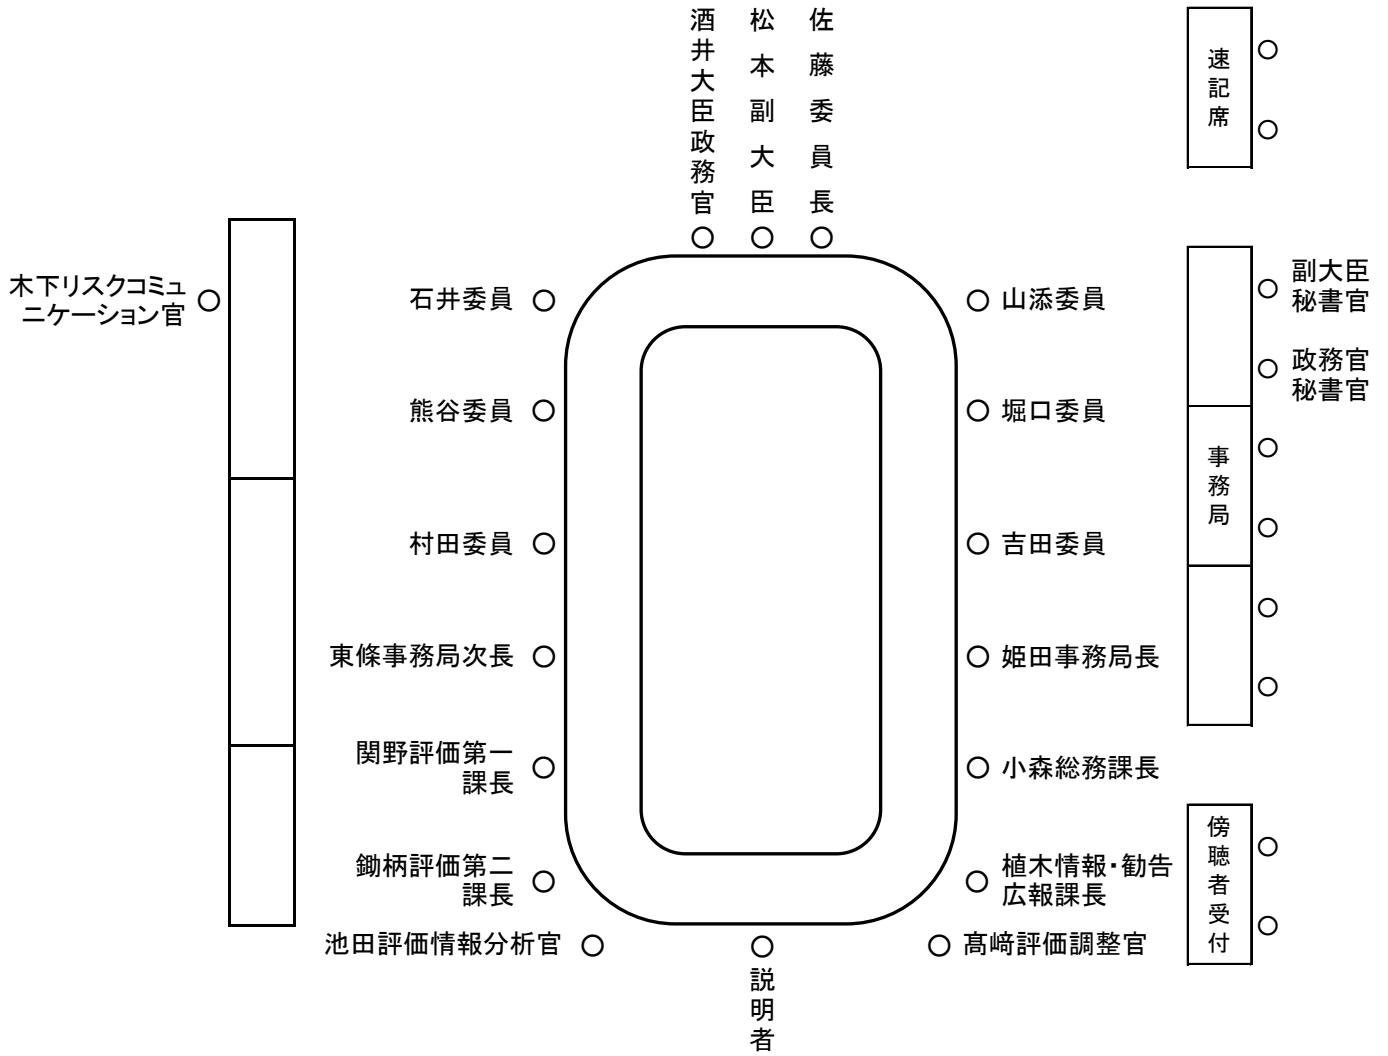 酒井大臣政務官
松本副大臣
佐藤委員長
速記席
木下リスクコミュ
ニケーション官
石井委員
山添委員
副大臣
秘書官
政務官
秘書官
熊谷委員
堀口委員
事務局
村田委員
吉田委員
東條事務局次長
姫田事務局長
関野評価第一
課長
小森総務課長
鋤柄評価第二
課長
植木情報・勧告
広報課長
傍聴者受付
池田評価情報分析官
説明者
髙﨑評価調整官